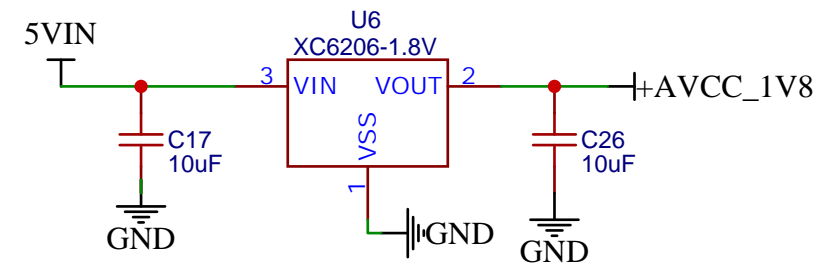 U6
XC6206-1.8V
5VIN
3
VIN
VOUT
2
+AVCC_1V8
VSS
1
C17
10uF
C26
10uF
GND
GND
GND